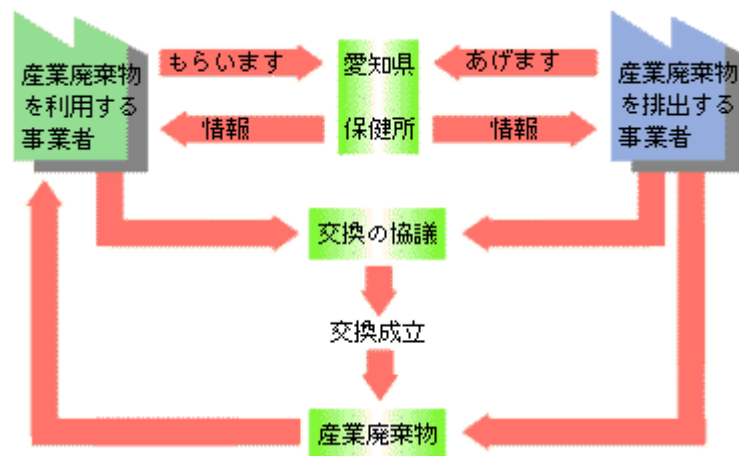 産業廃棄物
を利用する
事業者
もらいます
愛知県
あげます
産業廃棄物
を排出する
事業者
情報
保健所
情報
交換の協議
交換成立
産業廃棄物